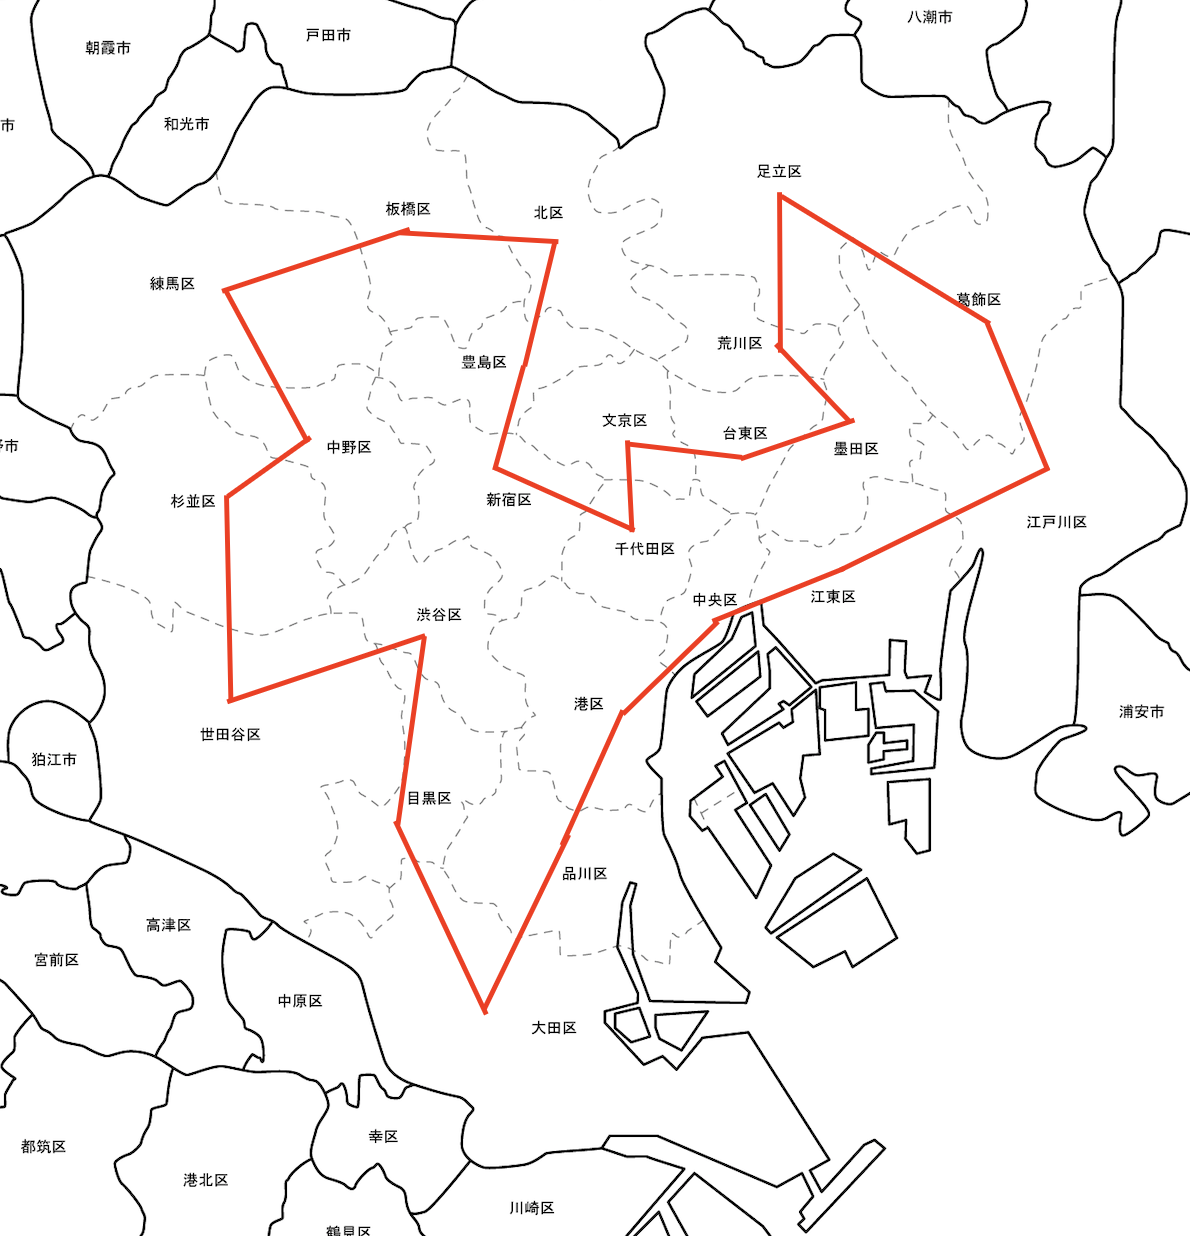 八潮市
戸田市
朝霞市
和光市
市
足立区
板橋区
北区
練馬区
葛飾区
荒川区
豊島区
文京区
台東区
中野区
墨田区
市
杉並区
新宿区
江戸川区
千代田区
江東区
中央区
渋谷区
港区
浦安市
世田谷区
狛江市
目黒区
品川区
高津区
宮前区
中原区
大田区
幸区
都筑区
港北区
川崎区
鶴見区